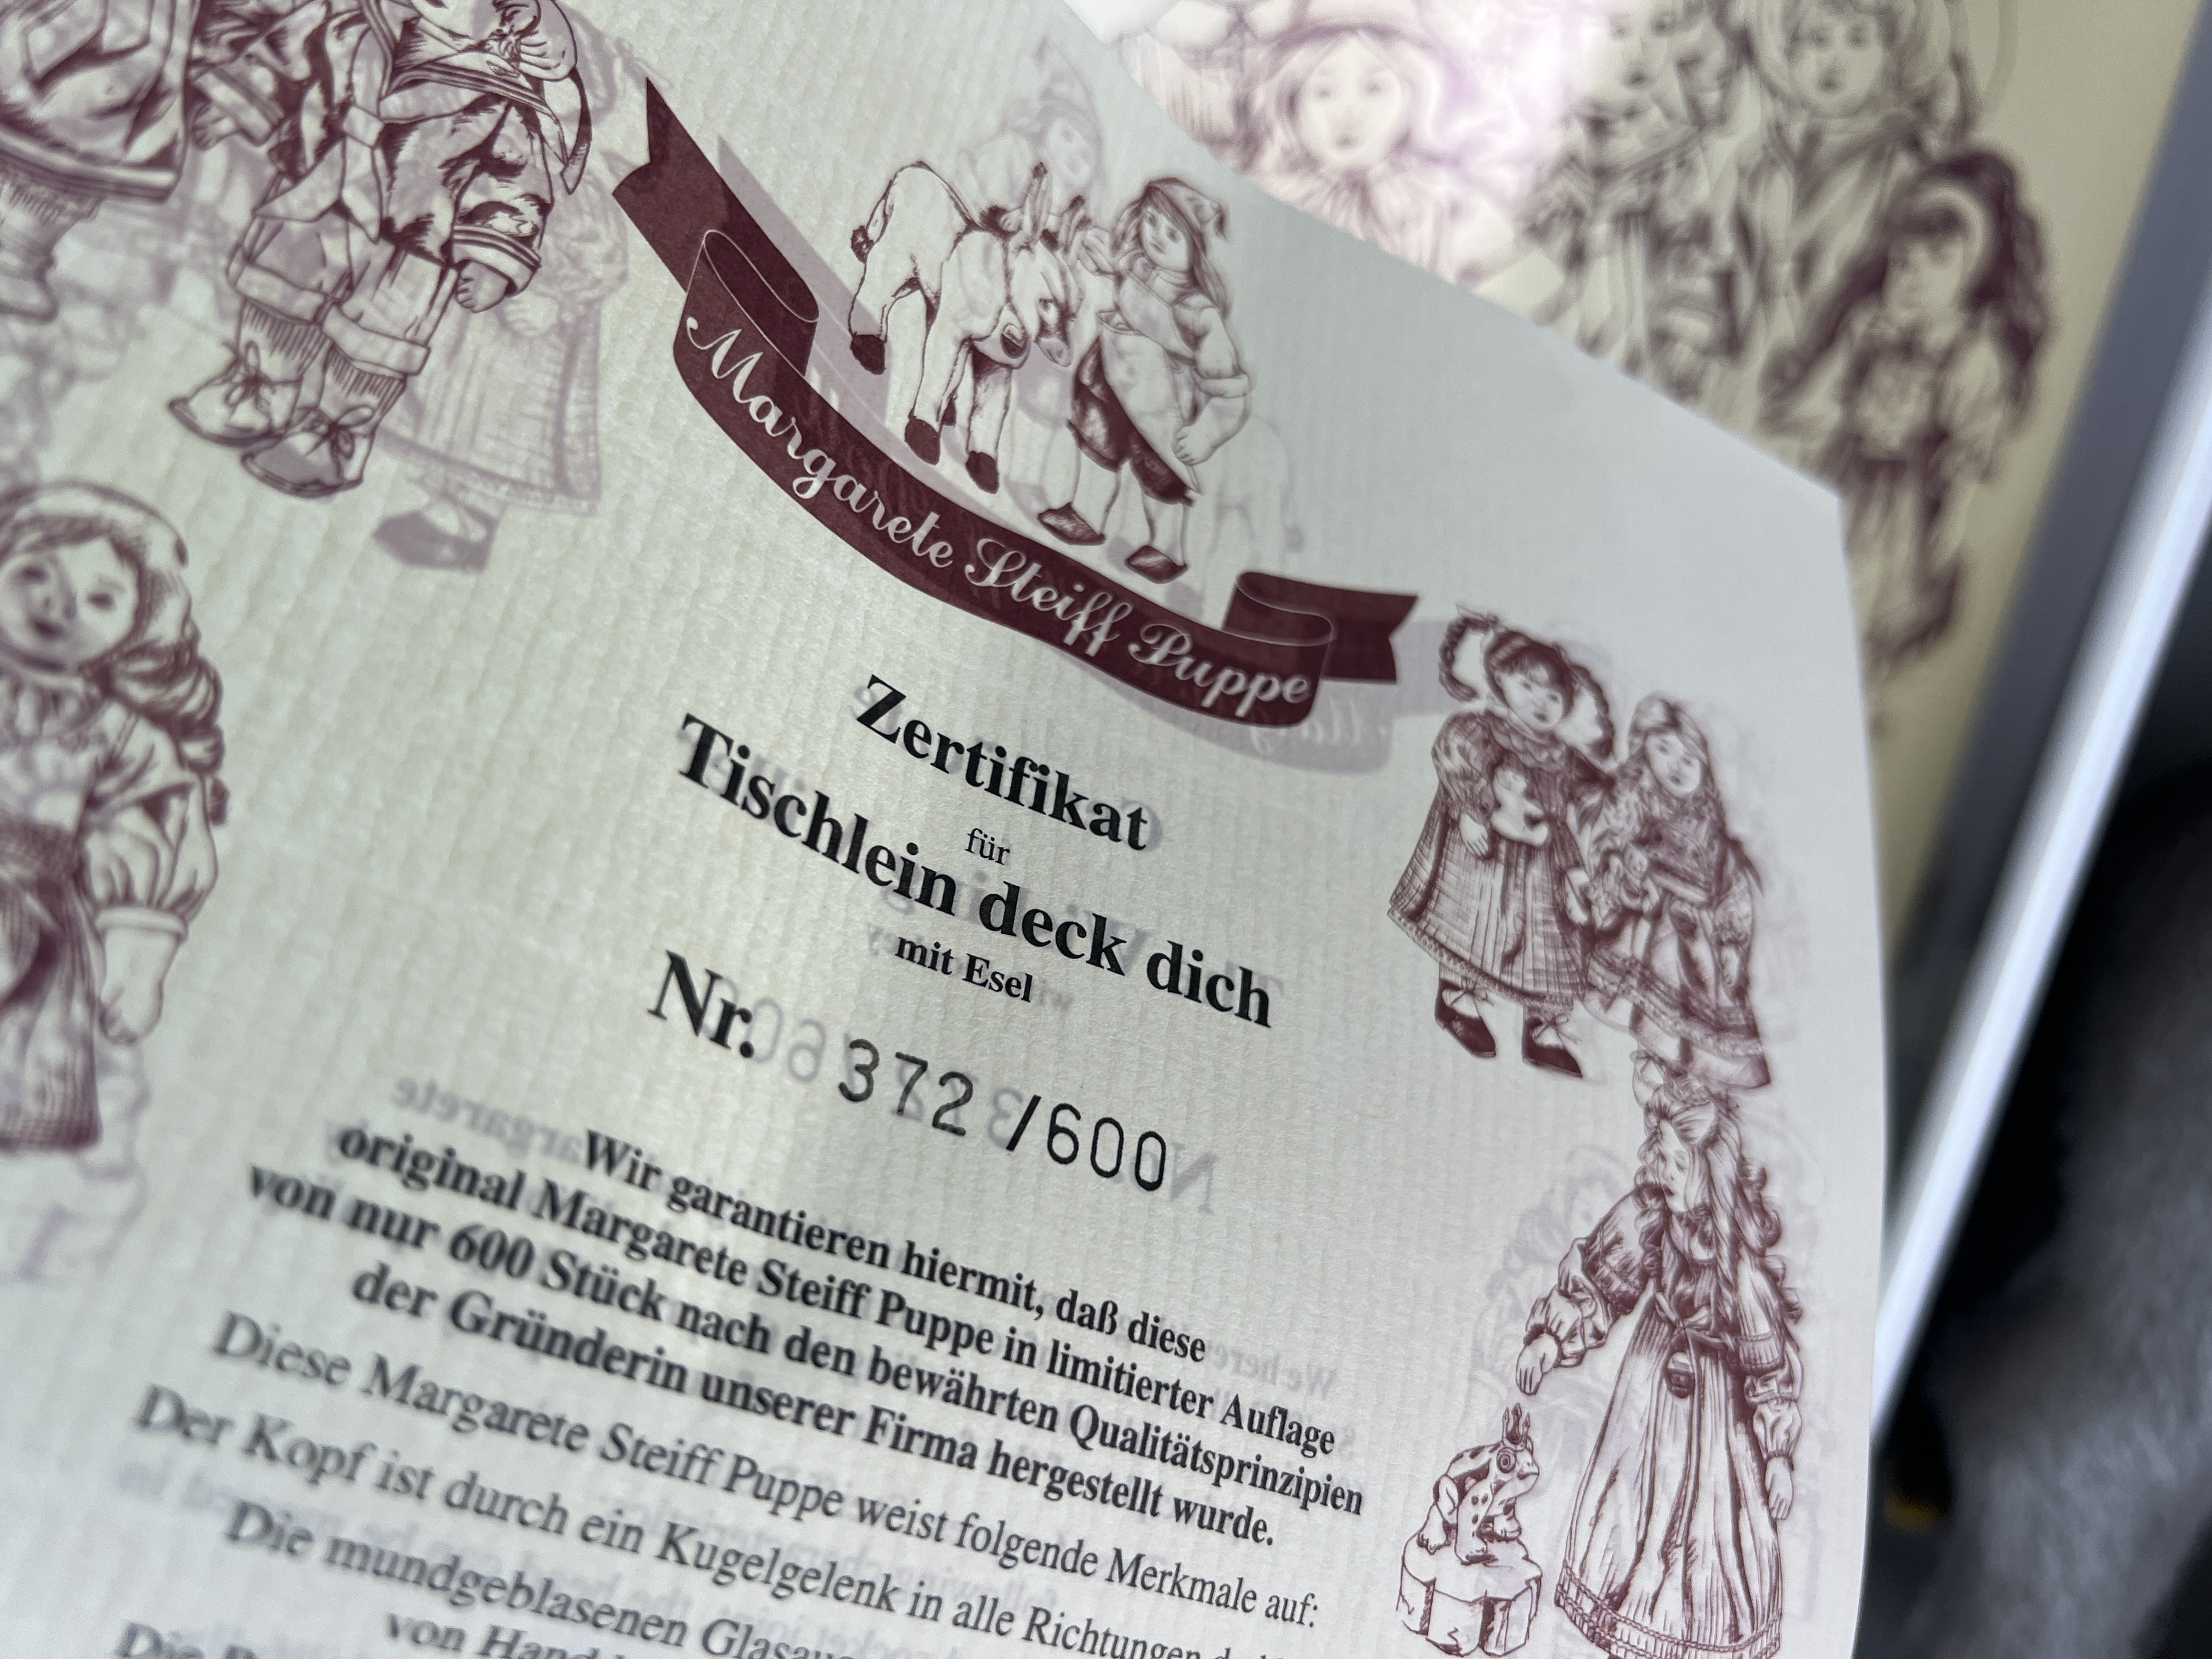 Margarete Steiff Puppe
Zertifikat
für
Tischlein deck dich
mit Esel
Nr. 372 /600
Wir garantieren hiermit, daß diese
original Margarete Steiff Puppe in limitierter Auflage
von nur 600 Stück nach den bewährten Qualitätsprinzipien
der Gründerin unserer Firma hergestellt wurde.
Diese Margarete Steiff Puppe weist folgende Merkmale auf:
Der Kopf ist durch ein Kugelgelenk in alle Richtungen
Die mundgeblasenen
von